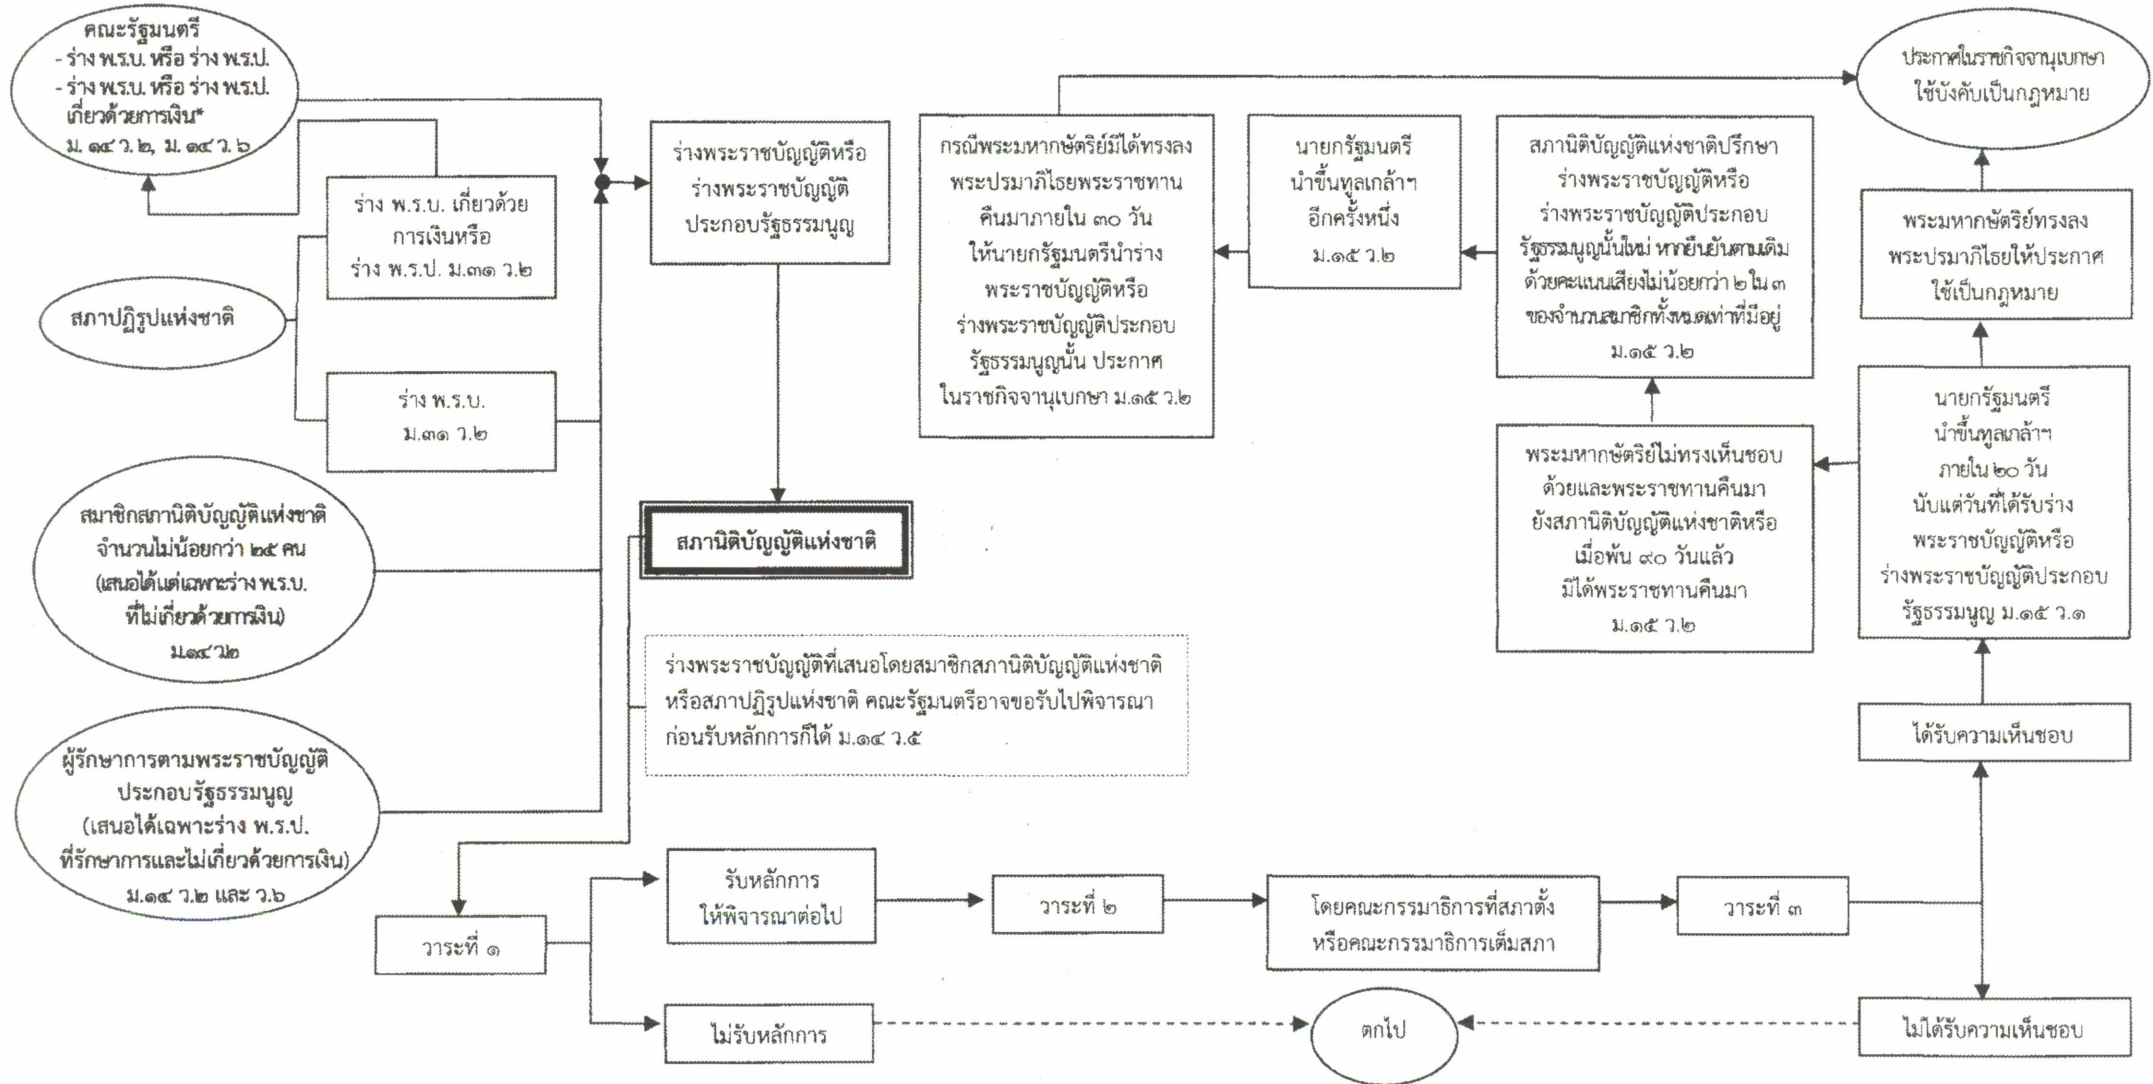 คณะรัฐมนตรี
- ร่าง พ.ร.บ. หรือ ร่าง พ.ร.ป.
- ร่าง พ.ร.บ. หรือ ร่าง พ.ร.ป.
เกี่ยวด้วยการเงิน*
ม. ๑๔ ว. ๒, ม. ๑๔ ว. ๖
ร่าง พ.ร.บ. เกี่ยวด้วย
การเงินหรือ
ร่าง พ.ร.ป. ม.๓๑ ว.๒
สภาปฏิรูปแห่งชาติ
ร่าง พ.ร.บ.
ม.๓๑ ว.๒
สมาชิกสภานิติบัญญัติแห่งชาติ
จำนวนไม่น้อยกว่า ๒๕ คน
(เสนอได้แต่เฉพาะร่าง พ.ร.บ.
ที่ไม่เกี่ยวด้วยการเงิน)
ม.๑๔ ว.๒
ผู้รักษาการตามพระราชบัญญัติ
ประกอบรัฐธรรมนูญ
(เสนอได้เฉพาะร่าง พ.ร.ป.
ที่รักษาการและไม่เกี่ยวด้วยการเงิน)
ม.๑๔ ว.๒ และ ว.๖
ร่างพระราชบัญญัติหรือ
ร่างพระราชบัญญัติ
ประกอบรัฐธรรมนูญ
สภานิติบัญญัติแห่งชาติ
ร่างพระราชบัญญัติที่เสนอโดยสมาชิกสภานิติบัญญัติแห่งชาติ
หรือสภาปฏิรูปแห่งชาติ คณะรัฐมนตรีอาจขอรับไปพิจารณา
ก่อนรับหลักการก็ได้ ม.๑๔ ว.๕
วาระที่ ๑
รับหลักการ
ให้พิจารณาต่อไป
ไม่รับหลักการ
วาระที่ ๒
โดยคณะกรรมาธิการที่สภาตั้ง
หรือคณะกรรมาธิการเต็มสภา
วาระที่ ๓
ตกไป
ไม่ได้รับความเห็นชอบ
ได้รับความเห็นชอบ
นายกรัฐมนตรี
นำขึ้นทูลเกล้าฯ
ภายใน ๒๐ วัน
นับแต่วันที่ได้รับร่าง
พระราชบัญญัติหรือ
ร่างพระราชบัญญัติประกอบ
รัฐธรรมนูญ ม.๑๕ ว.๑
พระมหากษัตริย์ทรงลง
พระปรมาภิไธยให้ประกาศ
ใช้เป็นกฎหมาย
ประกาศในราชกิจจานุเบกษา
ใช้บังคับเป็นกฎหมาย
พระมหากษัตริย์ไม่ทรงเห็นชอบ
ด้วยและพระราชทานคืนมา
ยังสภานิติบัญญัติแห่งชาติหรือ
เมื่อพ้น ๙๐ วันแล้ว
มิได้พระราชทานคืนมา
ม.๑๕ ว.๒
สภานิติบัญญัติแห่งชาติปรึกษา
ร่างพระราชบัญญัติหรือ
ร่างพระราชบัญญัติประกอบ
รัฐธรรมนูญนั้นใหม่ หากยืนยันตามเดิม
ด้วยคะแนนเสียงไม่น้อยกว่า ๒ ใน ๓
ของจำนวนสมาชิกทั้งหมดเท่าที่มีอยู่
ม.๑๕ ว.๒
นายกรัฐมนตรี
นำขึ้นทูลเกล้าฯ
อีกครั้งหนึ่ง
ม.๑๕ ว.๒
กรณีพระมหากษัตริย์มิได้ทรงลง
พระปรมาภิไธยพระราชทาน
คืนมาภายใน ๓๐ วัน
ให้นายกรัฐมนตรีนำร่าง
พระราชบัญญัติหรือ
ร่างพระราชบัญญัติประกอบ
รัฐธรรมนูญนั้น ประกาศ
ในราชกิจจานุเบกษา ม.๑๕ ว.๒